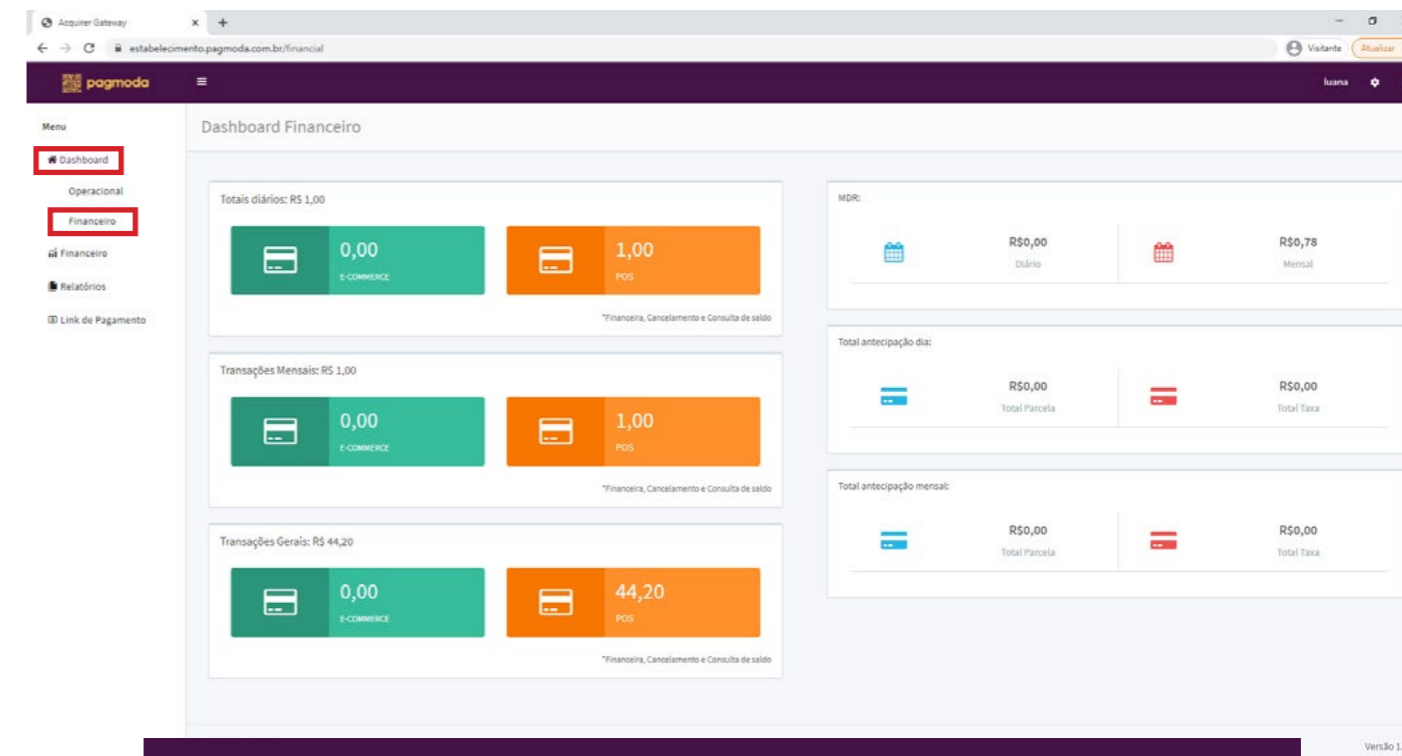 Acquirer Gateway
estabelecimento.pagmoda.com.br/financial
Visitante
Atualizar
pagmoda
luana
Menu
Dashboard
Operacional
Financeiro
Financeiro
Relatórios
Link de Pagamento
Dashboard Financeiro
Totais diários: R$ 1,00
0,00
E-COMMERCE
1,00
POS
*Financeira, Cancelamento e Consulta de saldo
Transações Mensais: R$ 1,00
0,00
E-COMMERCE
1,00
POS
*Financeira, Cancelamento e Consulta de saldo
Transações Gerais: R$ 44,20
0,00
E-COMMERCE
44,20
POS
*Financeira, Cancelamento e Consulta de saldo
MDR:
R$0,00
Diário
R$0,78
Mensal
Total antecipação dia:
R$0,00
Total Parcela
R$0,00
Total Taxa
Total antecipação mensal:
R$0,00
Total Parcela
R$0,00
Total Taxa
Versão 1.